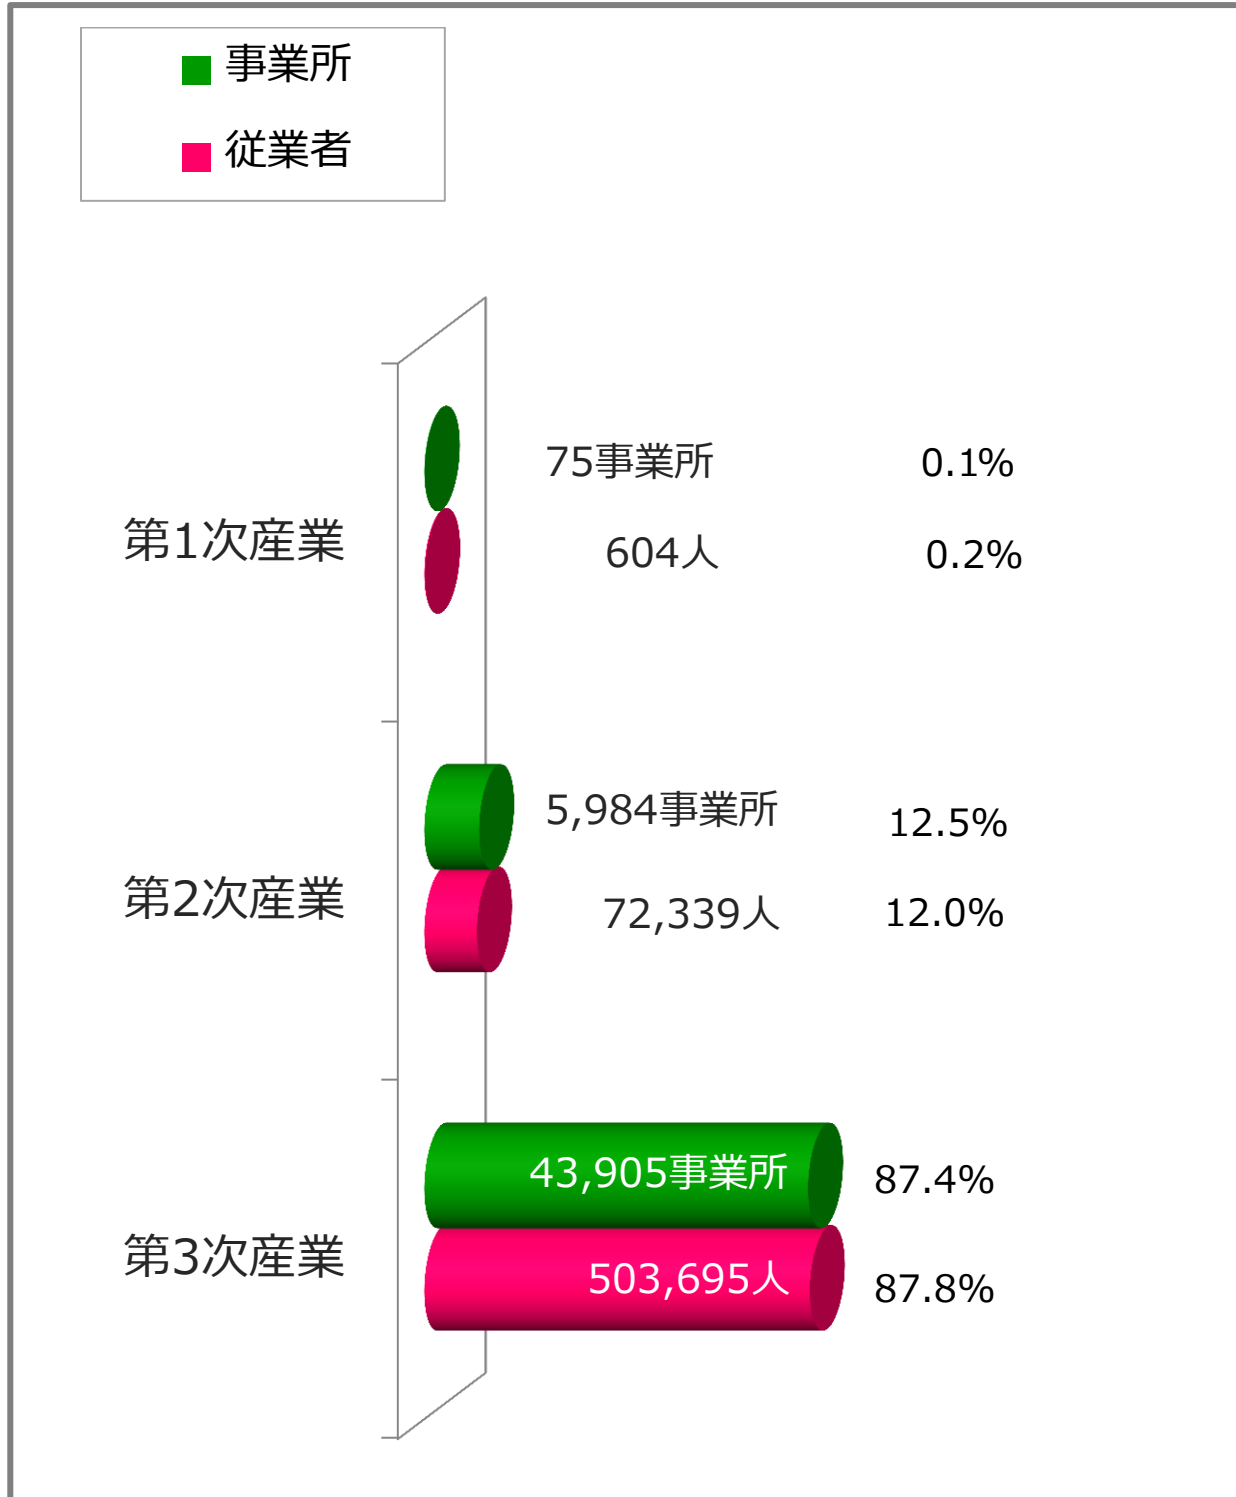 事業所
従業者
第1次産業
75事業所 0.1%
604人 0.2%
第2次産業
5,984事業所 12.5%
72,339人 12.0%
第3次産業
43,905事業所 87.4%
503,695人 87.8%